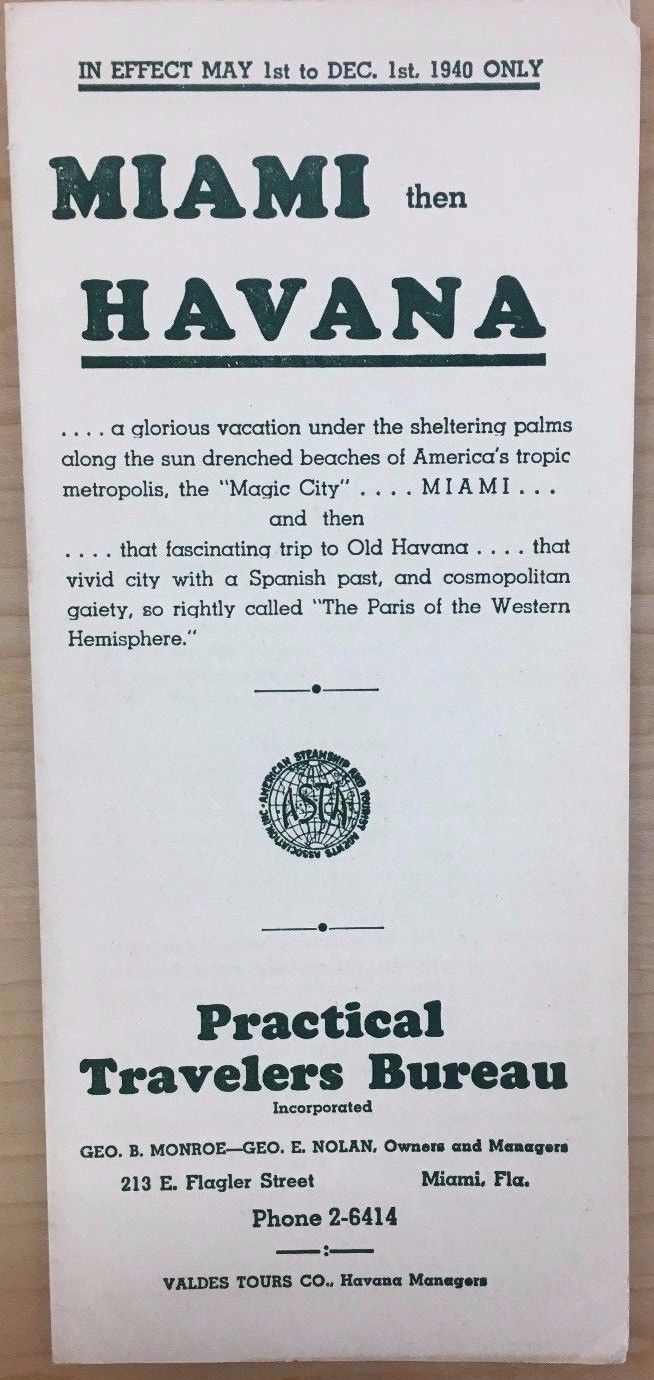 IN EFFECT MAY 1st to DEC. 1st, 1940 ONLY
MIAMI then
HAVANA
. . . . a glorious vacation under the sheltering palms
along the sun drenched beaches of America's tropic
metropolis, the "Magic City" . . . . MIAMI . . .
and then
. . . . that fascinating trip to Old Havana . . . . that
vivid city with a Spanish past, and cosmopolitan
gaiety, so rightly called "The Paris of the Western
Hemisphere."
AMERICAN STEAMSHIP AND TOURIST AGENTS ASSOCIATION, INC.
ASTA
Practical
Travelers Bureau
Incorporated
GEO. B. MONROE—GEO. E. NOLAN, Owners and Managers
213 E. Flagler Street Miami, Fla.
Phone 2-6414
VALDES TOURS CO., Havana Managers